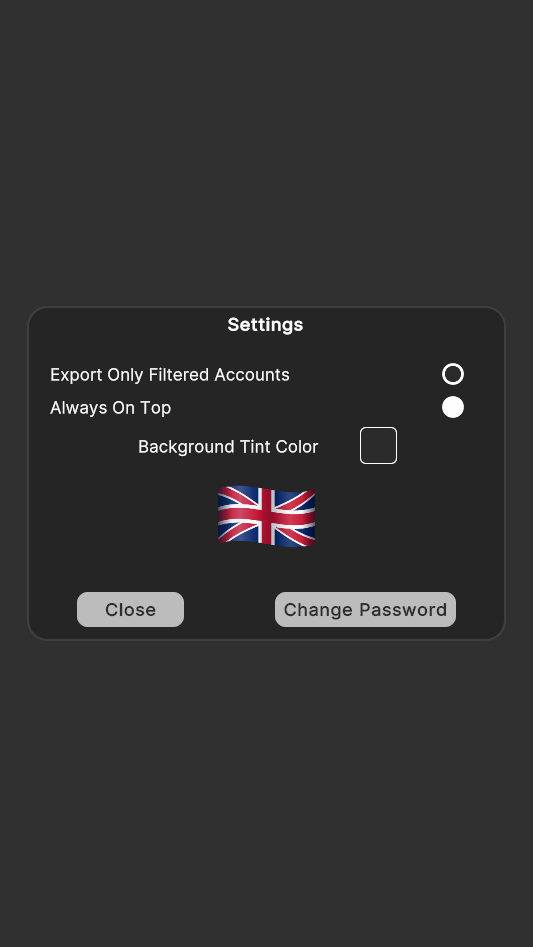 Settings
Export Only Filtered Accounts
Always On Top
Background Tint Color
Close
Change Password